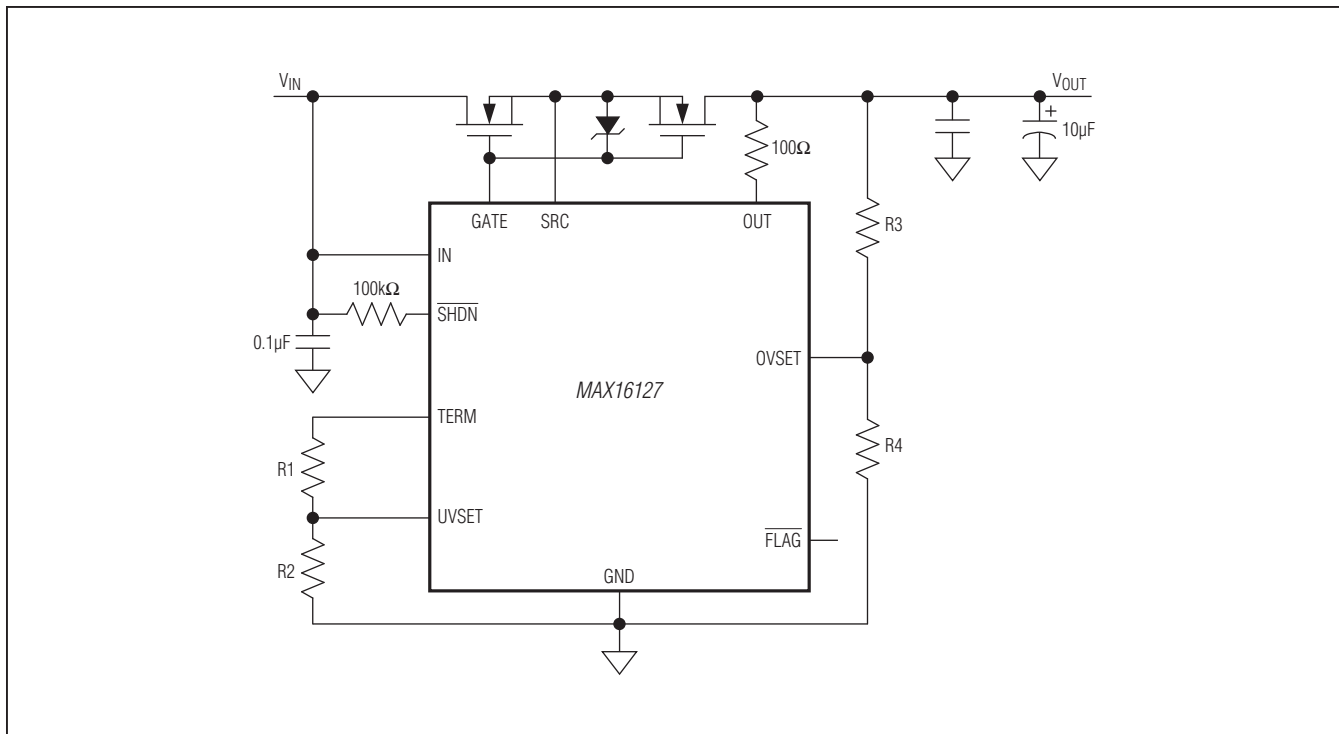 VIN
VOUT
+
10µF
100Ω
GATE
SRC
OUT
R3
IN
100kΩ
SHDN
0.1µF
OVSET
MAX16127
TERM
R1
R4
UVSET
FLAG
R2
GND